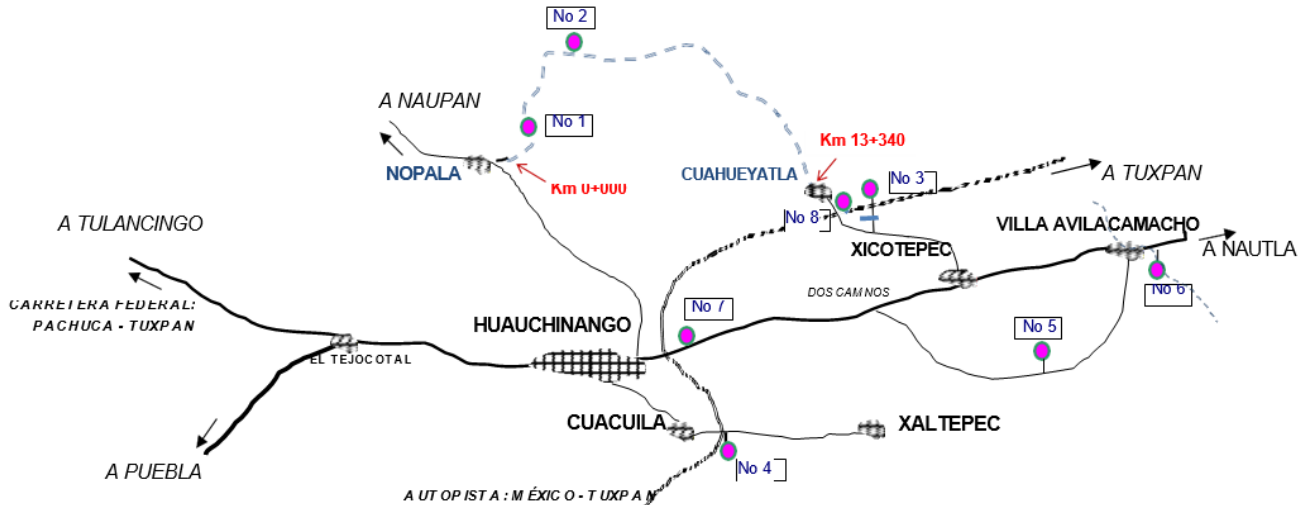 No 2
A NAUPAN
No 1
Km 13+340
NOPALA
Km 0+000
CUAHUEYATLA
No 3
A TUXPAN
A TULANCINGO
No 8
VILLA AVILACAMACHO
XICOTEPEC
A NAUTLA
No 6
DOS CAMINOS
CARRETERA FEDERAL:
PACHUCA - TUXPAN
No 7
HUAUCHINANGO
No 5
EL TEJOCOTAL
CUACUILA
XALTEPEC
A PUEBLA
No 4
AUTOPISTA: MÉXICO - TUXPAN